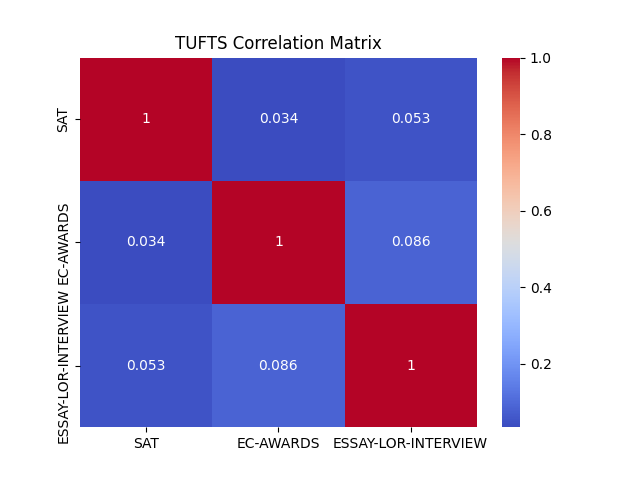 TUFTS Correlation Matrix
SAT
1
0.034
0.053
EC-AWARDS
0.034
1
0.086
ESSAY-LOR-INTERVIEW
0.053
0.086
1
SAT
EC-AWARDS
ESSAY-LOR-INTERVIEW
1.0
0.8
0.6
0.4
0.2